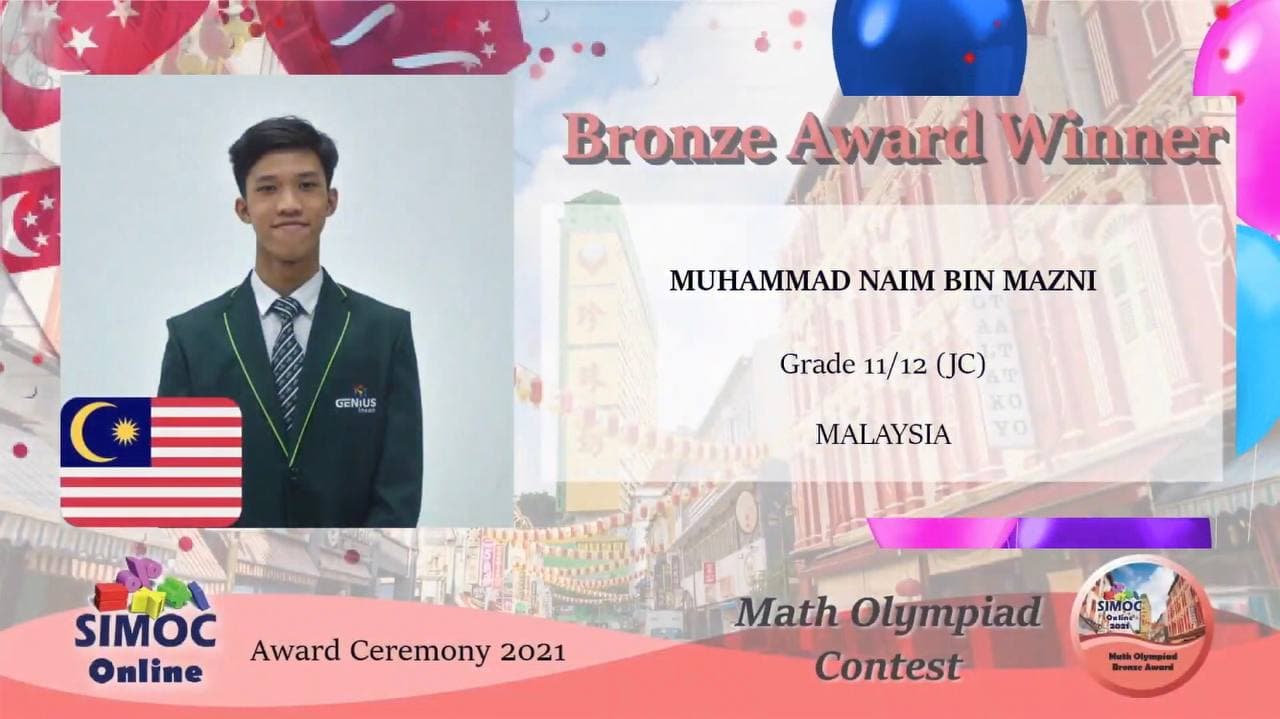 Bronze Award Winner
MUHAMMAD NAIM BIN MAZNI
Grade 11/12 (JC)
MALAYSIA
GENIUS
SIMOC
Online
Award Ceremony 2021
Math Olympiad
Contest
SIMOC
Online
2021
Math Olympiad
Bronze Award